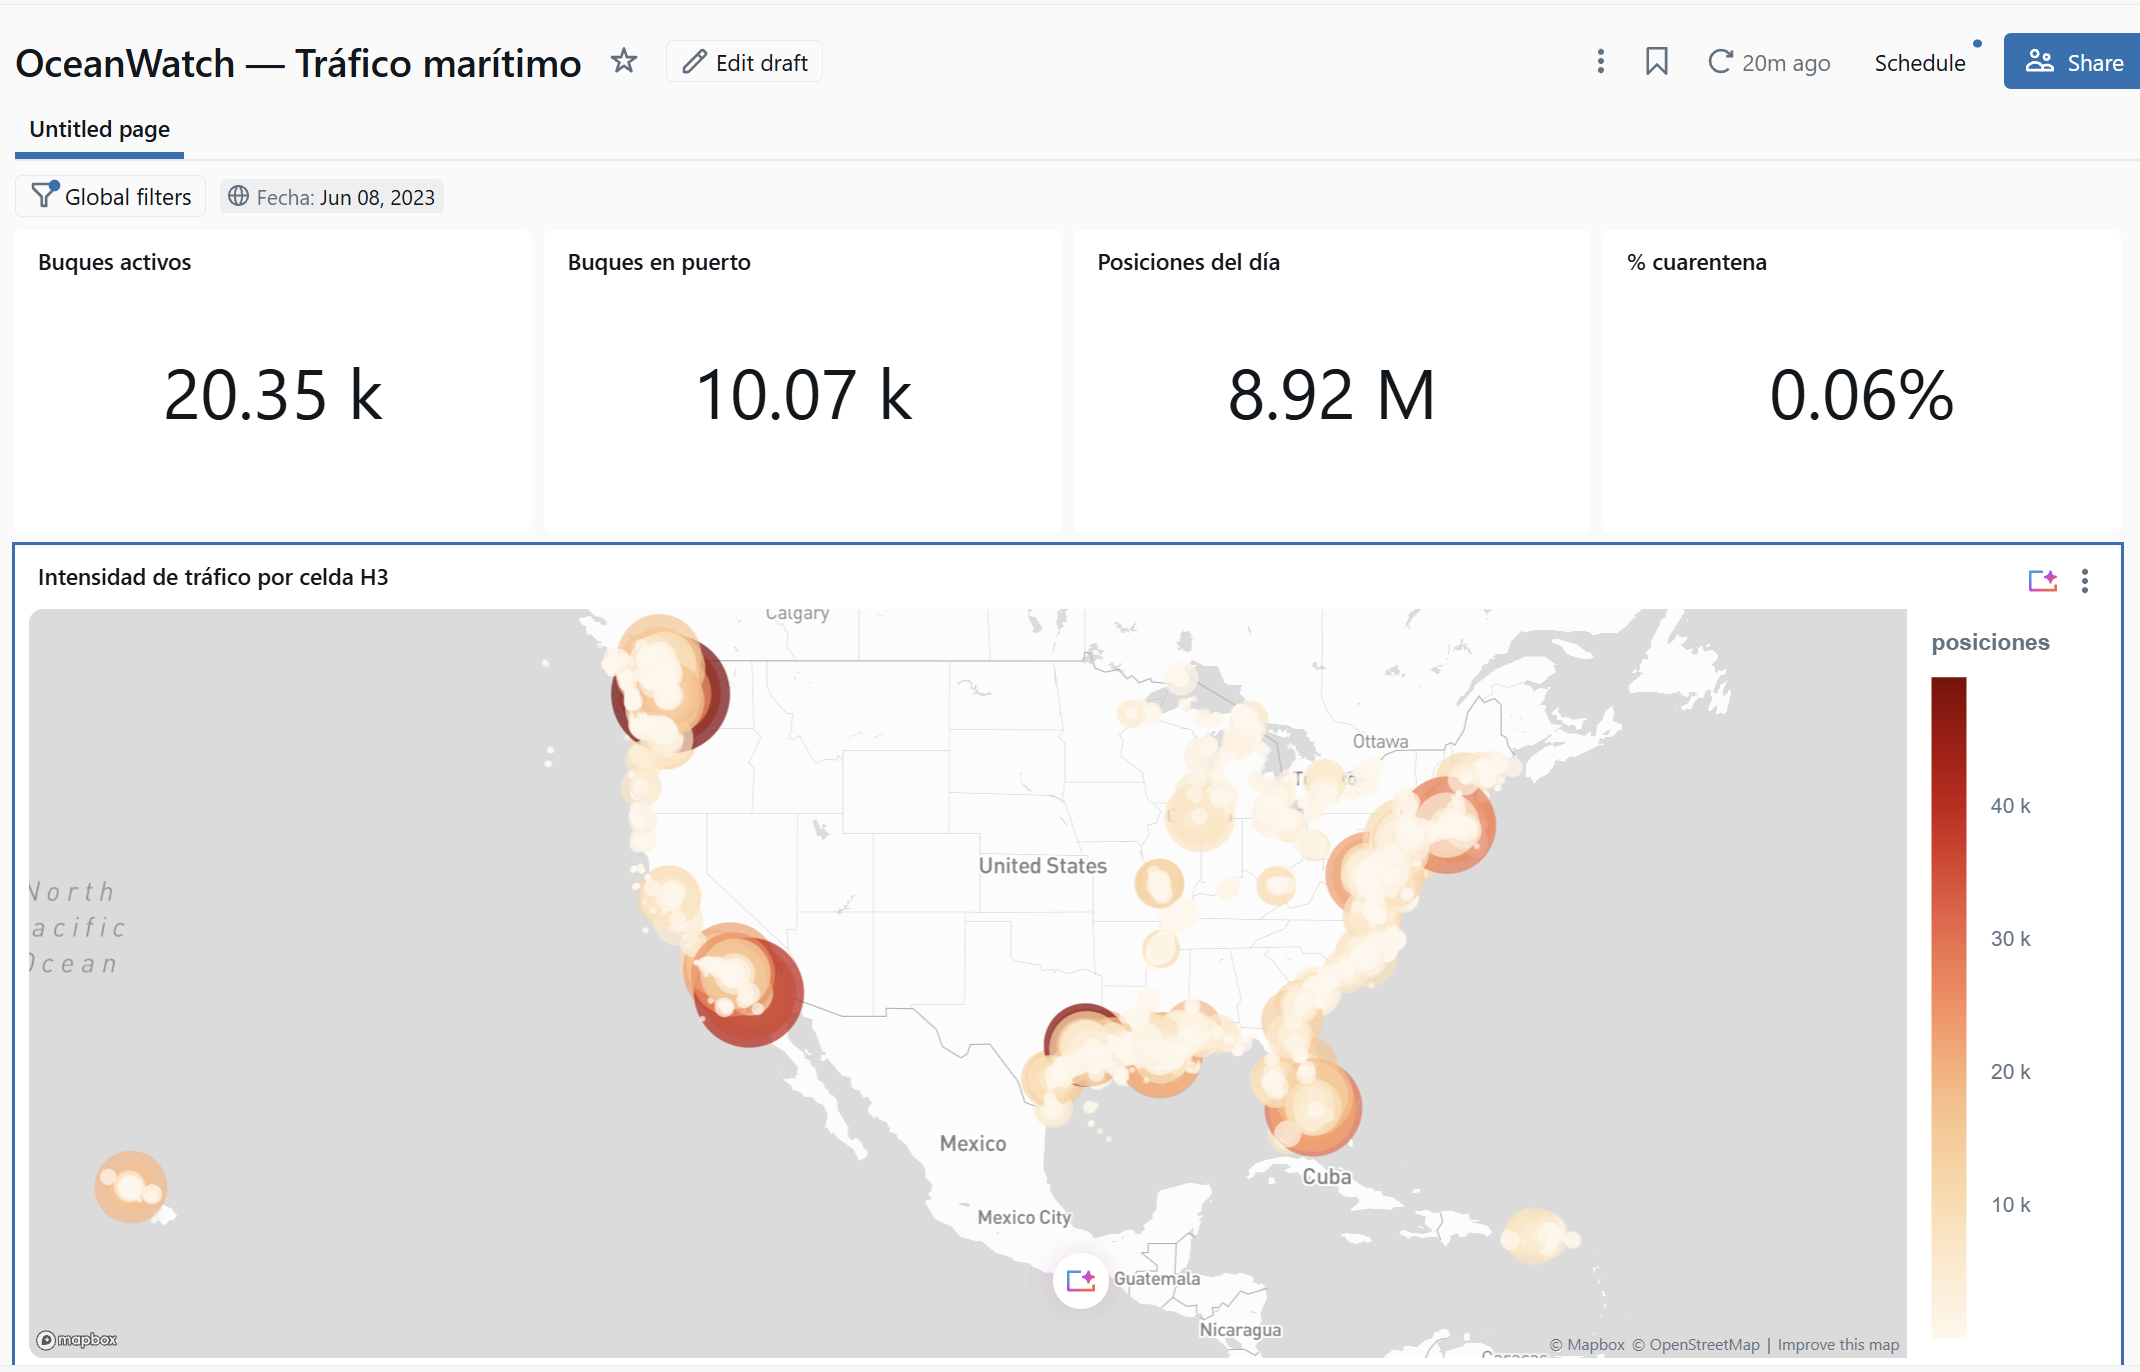 OceanWatch — Tráfico marítimo
Edit draft
20m ago
Schedule
Share
Untitled page
Global filters
Fecha: Jun 08, 2023
Buques activos
Buques en puerto
Posiciones del día
% cuarentena
20.35 k
10.07 k
8.92 M
0.06%
Intensidad de tráfico por celda H3
posiciones
40 k
30 k
20 k
10 k
Calgary
Ottawa
United States
North
acific
cean
Mexico
Cuba
Mexico City
Guatemala
Nicaragua
mapbox
© Mapbox © OpenStreetMap | Improve this map